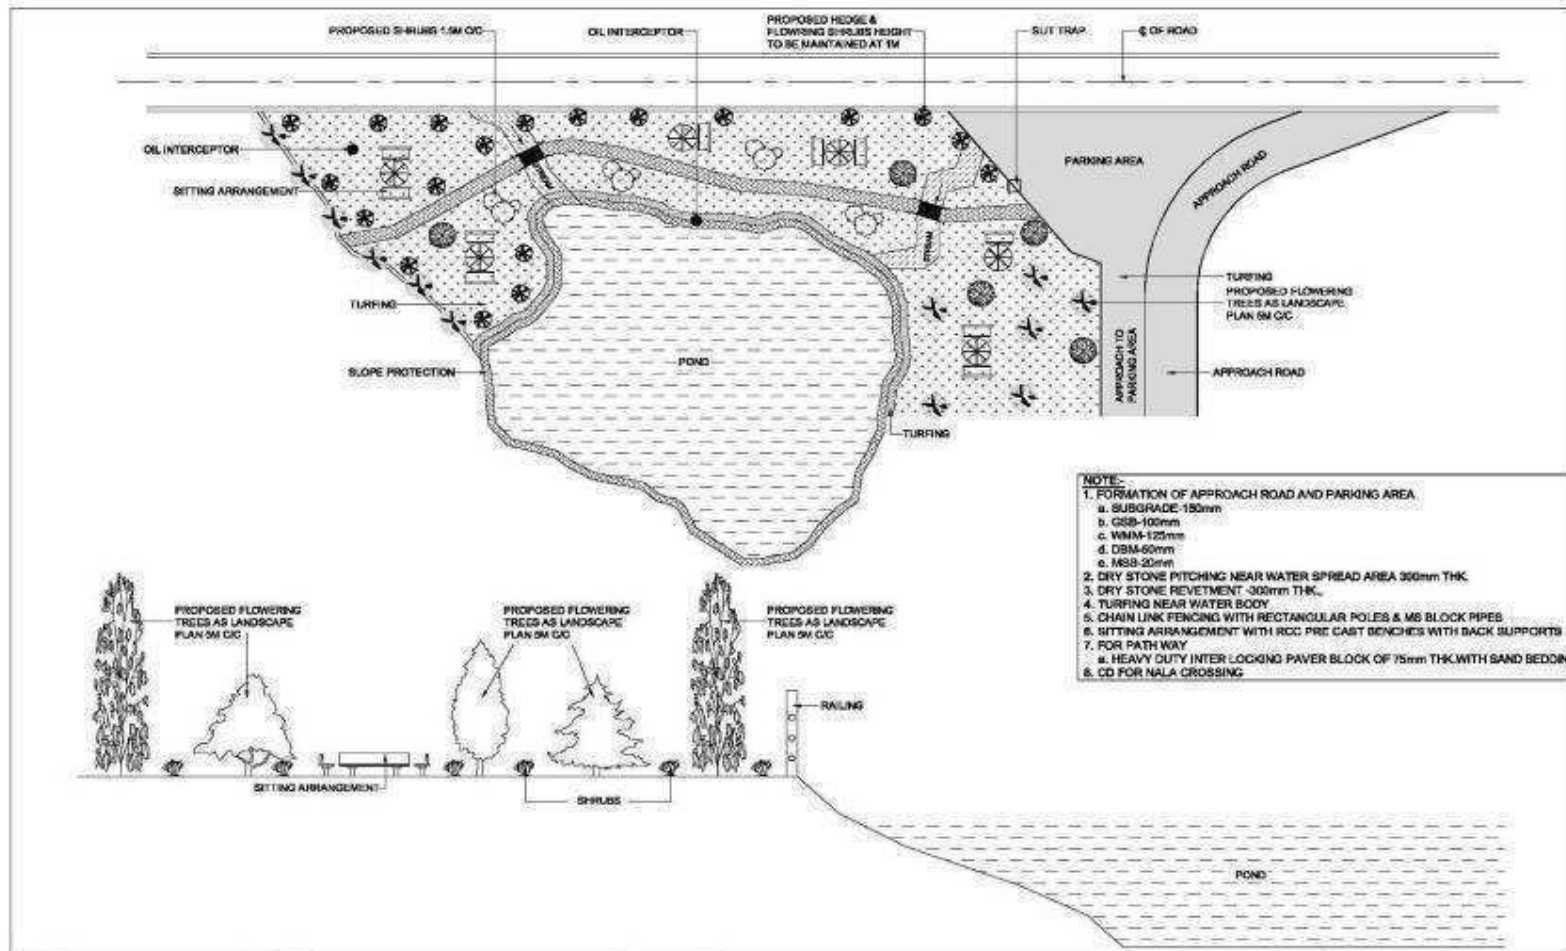 PROPOSED SHRUBS 1.5M C/C
OIL INTERCEPTOR
PROPOSED HEDGE &
FLOWRING SHRUBS HEIGHT
TO BE MAINTAINED AT 1M
SLIT TRAP
℄ OF ROAD
OIL INTERCEPTOR
SITTING ARRANGEMENT
STREAM
PARKING AREA
APPROACH ROAD
STREAM
TURFING
TURFING
PROPOSED FLOWERING
TREES AS LANDSCAPE
PLAN 5M C/C
SLOPE PROTECTION
POND
APPROACH TO
PARKING AREA
APPROACH ROAD
TURFING
NOTE:-
1. FORMATION OF APPROACH ROAD AND PARKING AREA
a. SUBGRADE-150mm
b. GSB-100mm
c. WMM-125mm
d. DBM-60mm
e. MSS-20mm
2. DRY STONE PITCHING NEAR WATER SPREAD AREA 300mm THK.
3. DRY STONE REVETMENT -300mm THK.,
4. TURFING NEAR WATER BODY
5. CHAIN LINK FENCING WITH RECTANGULAR POLES & MS BLOCK PIPES
6. SITTING ARRANGEMENT WITH RCC PRE CAST BENCHES WITH BACK SUPPORTS
7. FOR PATH WAY
a. HEAVY DUTY INTER LOCKING PAVER BLOCK OF 75mm THK.WITH SAND
8. CD FOR NALA CROSSING
PROPOSED FLOWERING
TREES AS LANDSCAPE
PLAN 5M C/C
PROPOSED FLOWERING
TREES AS LANDSCAPE
PLAN 5M C/C
PROPOSED FLOWERING
TREES AS LANDSCAPE
PLAN 5M C/C
RAILING
SITTING ARRANGEMENT
SHRUBS
POND